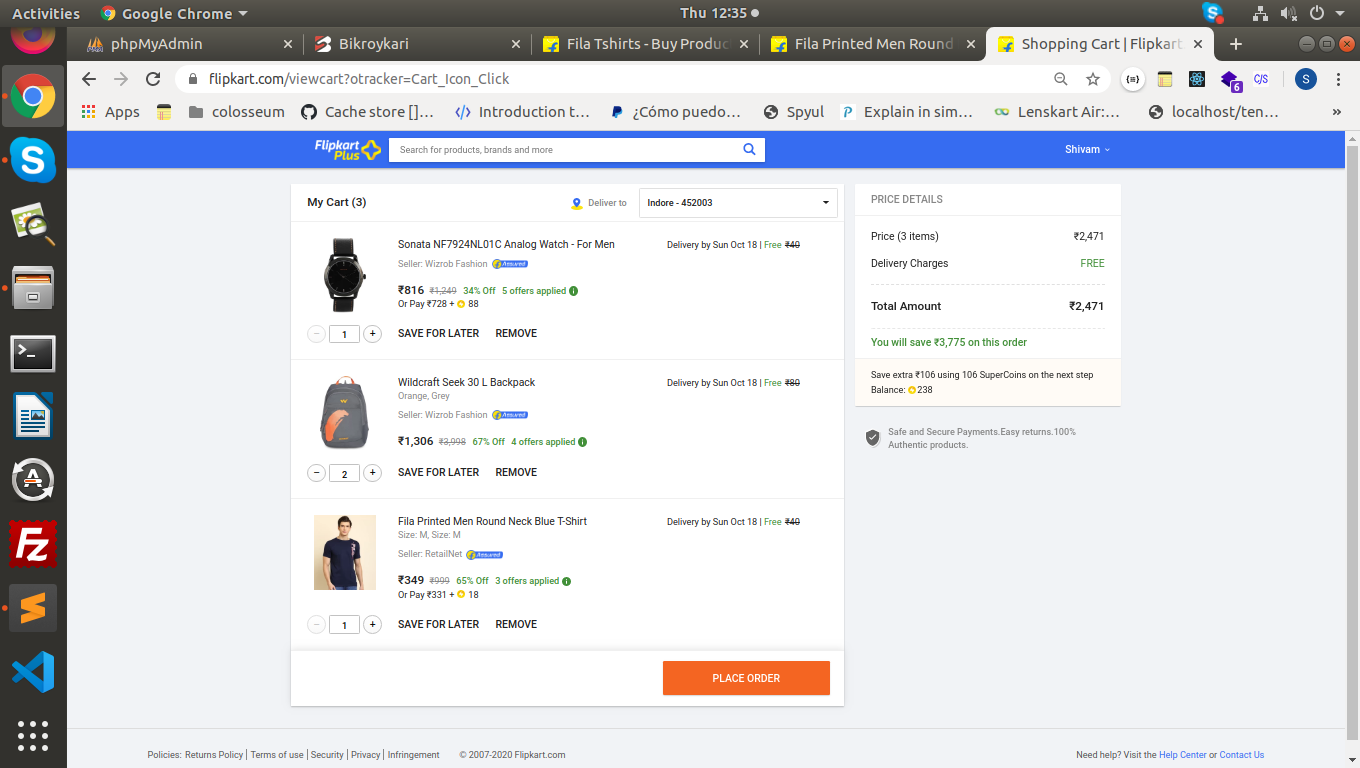 Activities Google Chrome Thu 12:35
phpMyAdmin Bikroykari Fila Tshirts - Buy Produc Fila Printed Men Round Shopping Cart | Flipkart
flipkart.com/viewcart?otracker=Cart_Icon_Click {≡} 6 C/S S
Apps colosseum Cache store []… Introduction t… ¿Cómo puedo… Spyul Explain in sim… Lenskart Air:… localhost/ten… »
Flipkart Plus Search for products, brands and more Shivam
My Cart (3) Deliver to Indore - 452003
Sonata NF7924NL01C Analog Watch - For Men Delivery by Sun Oct 18 | Free ₹40
Seller: Wizrob Fashion Assured
₹816 ₹1,249 34% Off 5 offers applied
Or Pay ₹728 + 88
− 1 + SAVE FOR LATER REMOVE
Wildcraft Seek 30 L Backpack Delivery by Sun Oct 18 | Free ₹80
Orange, Grey
Seller: Wizrob Fashion Assured
₹1,306 ₹3,998 67% Off 4 offers applied
− 2 + SAVE FOR LATER REMOVE
Fila Printed Men Round Neck Blue T-Shirt Delivery by Sun Oct 18 | Free ₹40
Size: M, Size: M
Seller: RetailNet Assured
₹349 ₹999 65% Off 3 offers applied
Or Pay ₹331 + 18
− 1 + SAVE FOR LATER REMOVE
PLACE ORDER
PRICE DETAILS
Price (3 items) ₹2,471
Delivery Charges FREE
Total Amount ₹2,471
You will save ₹3,775 on this order
Save extra ₹106 using 106 SuperCoins on the next step
Balance: 238
Safe and Secure Payments.Easy returns.100%
Authentic products.
Policies: Returns Policy | Terms of use | Security | Privacy | Infringement © 2007-2020 Flipkart.com Need help? Visit the Help Center or Contact Us